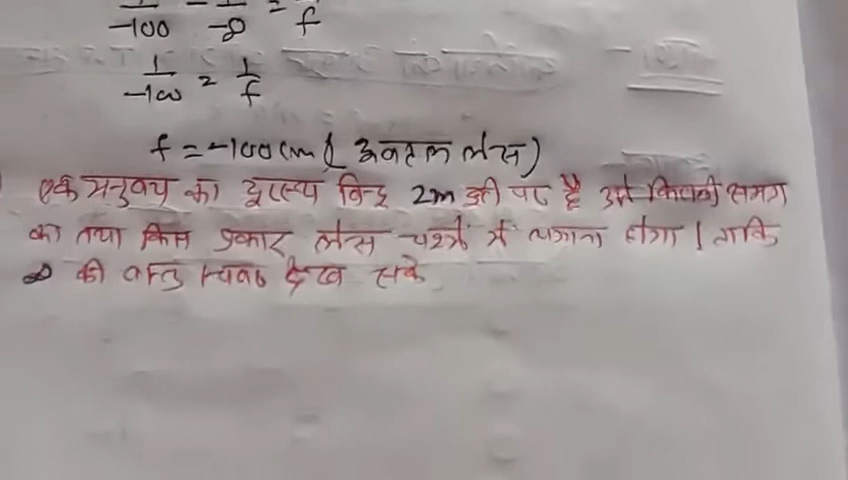 1/-100 - 1/-∞ = 1/f
1/-100 = 1/f
f = -100 cm ( अवतल लेंस )
एक मनुष्य का दूरस्थ बिन्दु 2m दूरी पर है उसे कितनी क्षमता
का तथा किस प्रकार लेन्स चश्में में लगाना होगा । ताकि
∞ की वस्तु स्पष्ट देख सके